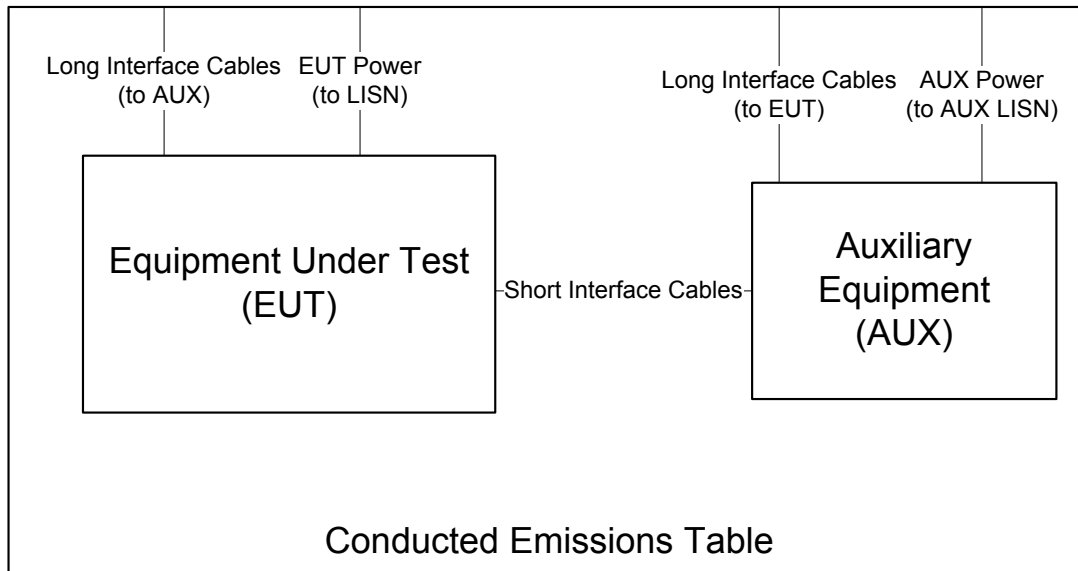 Long Interface Cables
(to AUX)
EUT Power
(to LISN)
Long Interface Cables
(to EUT)
AUX Power
(to AUX LISN)
Equipment Under Test
(EUT)
Short Interface Cables
Auxiliary
Equipment
(AUX)
Conducted Emissions Table